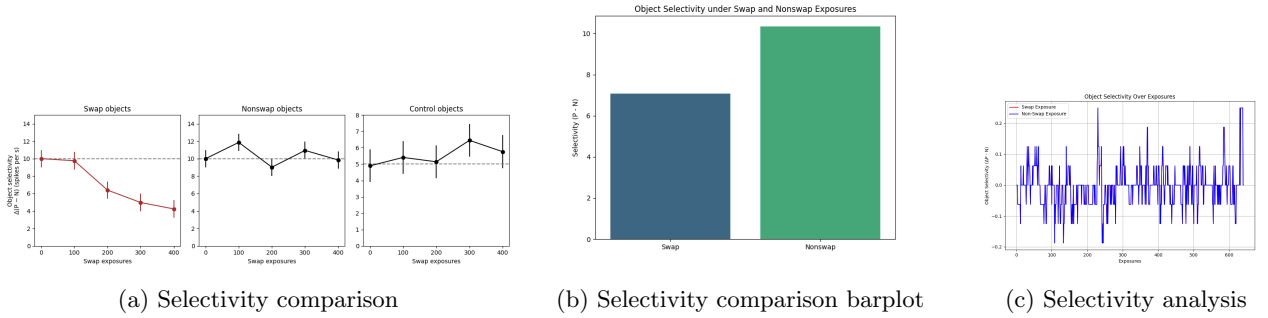 Swap objects
Nonswap objects
Control objects
Object selectivity
Δ(P − N) (spikes per s)
14
12
10
8
6
4
2
0
14
12
10
8
6
4
2
0
8
7
6
5
4
3
2
1
0
0 100 200 300 400
0 100 200 300 400
0 100 200 300 400
Swap exposures
Swap exposures
Swap exposures
(a) Selectivity comparison
Object Selectivity under Swap and Nonswap Exposures
Selectivity (P - N)
10
8
6
4
2
0
Swap Nonswap
(b) Selectivity comparison barplot
Object Selectivity Over Exposures
Swap Exposure
Non-Swap Exposure
Object Selectivity (ΔP - N)
0.2
0.1
0.0
−0.1
−0.2
0 100 200 300 400 500 600
Exposures
(c) Selectivity analysis